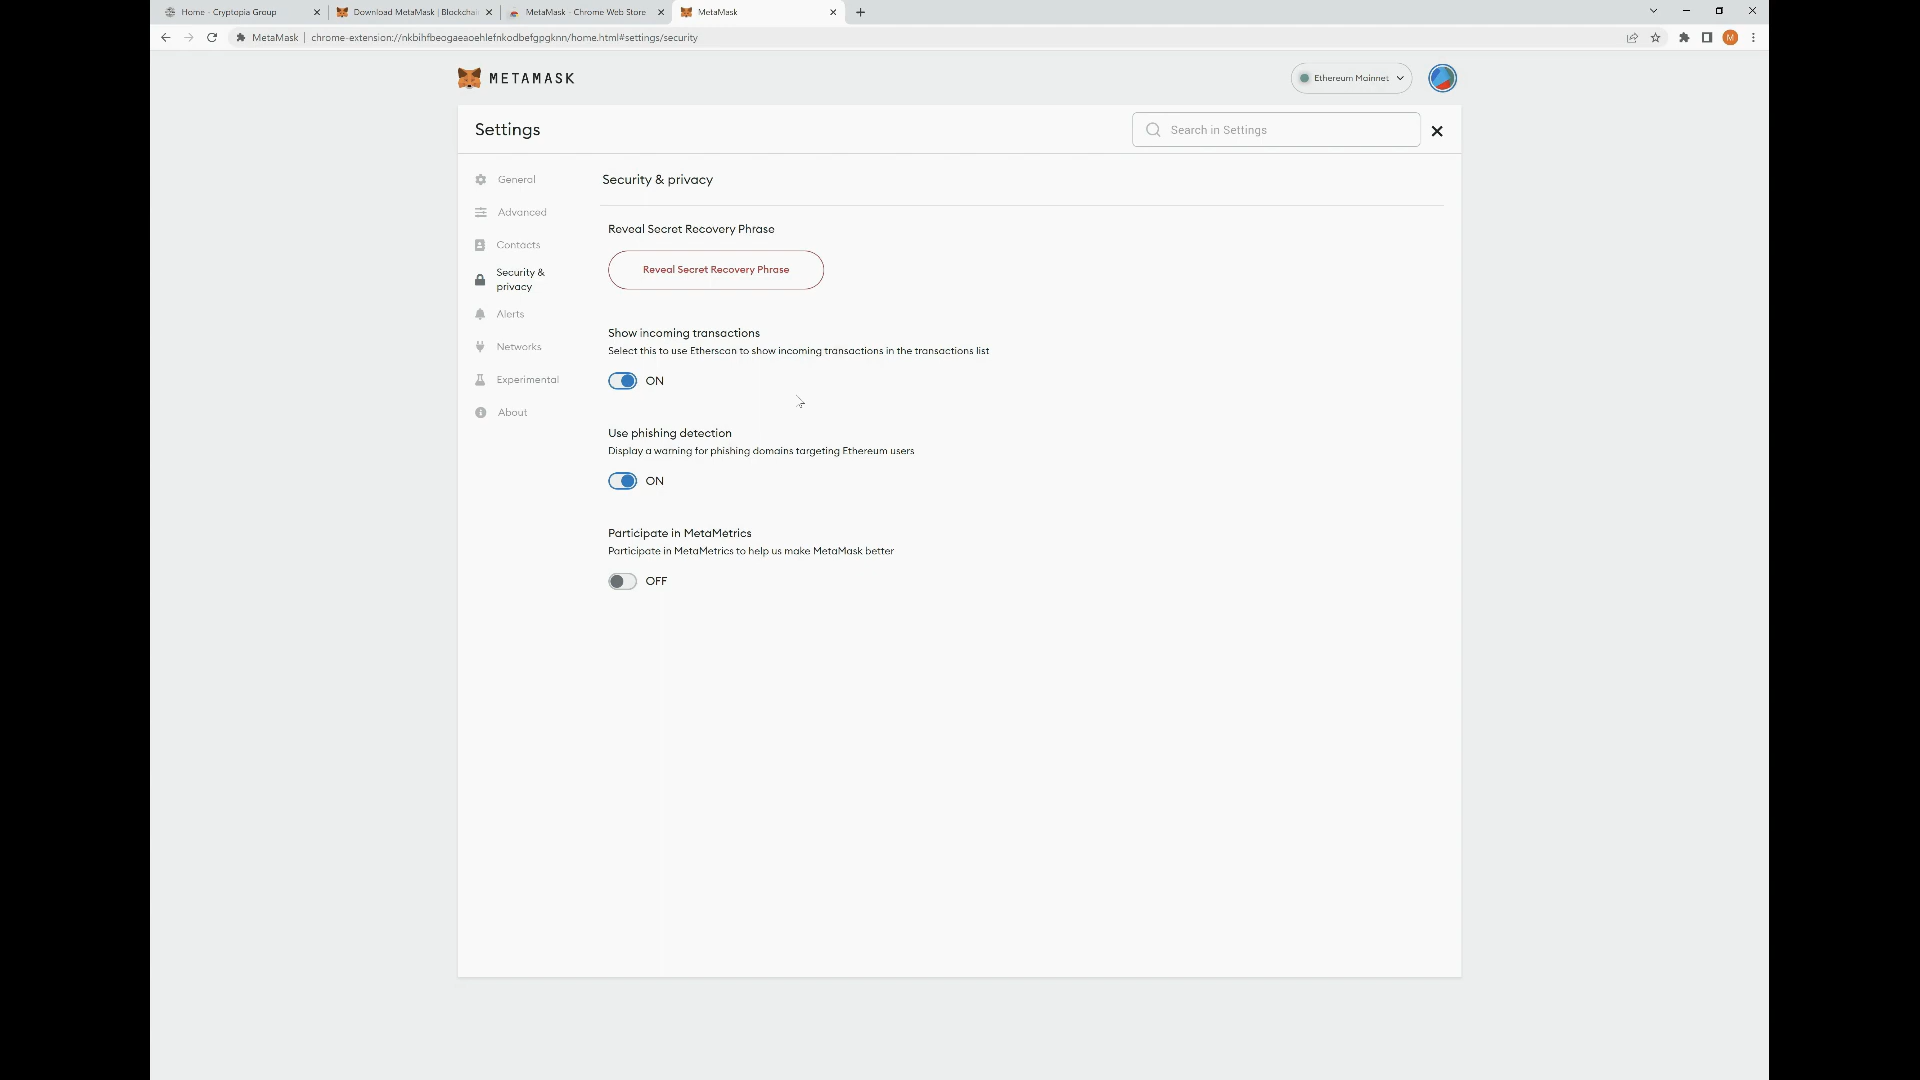 Home - Cryptopia Group
Download MetaMask | Blockchain
MetaMask - Chrome Web Store
MetaMask
MetaMask | chrome-extension://nkbihfbeogaeaoehlefnkodbefgpgknn/home.html#settings/security
M
METAMASK
Ethereum Mainnet
Settings
Search in Settings
General
Advanced
Contacts
Security &
privacy
Alerts
Networks
Experimental
About
Security & privacy
Reveal Secret Recovery Phrase
Reveal Secret Recovery Phrase
Show incoming transactions
Select this to use Etherscan to show incoming transactions in the transactions list
ON
Use phishing detection
Display a warning for phishing domains targeting Ethereum users
ON
Participate in MetaMetrics
Participate in MetaMetrics to help us make MetaMask better
OFF